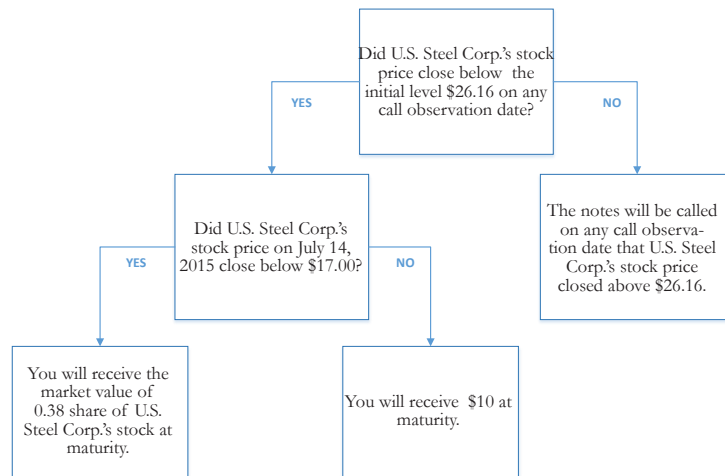 Did U.S. Steel Corp.'s stock
price close below the
initial level $26.16 on any
call observation date?
YES
NO
Did U.S. Steel Corp.'s
stock price on July 14,
2015 close below $17.00?
The notes will be called
on any call observa-
tion date that U.S. Steel
Corp.'s stock price
closed above $26.16.
YES
NO
You will receive the
market value of
0.38 share of U.S.
Steel Corp.'s stock at
maturity.
You will receive $10 at
maturity.